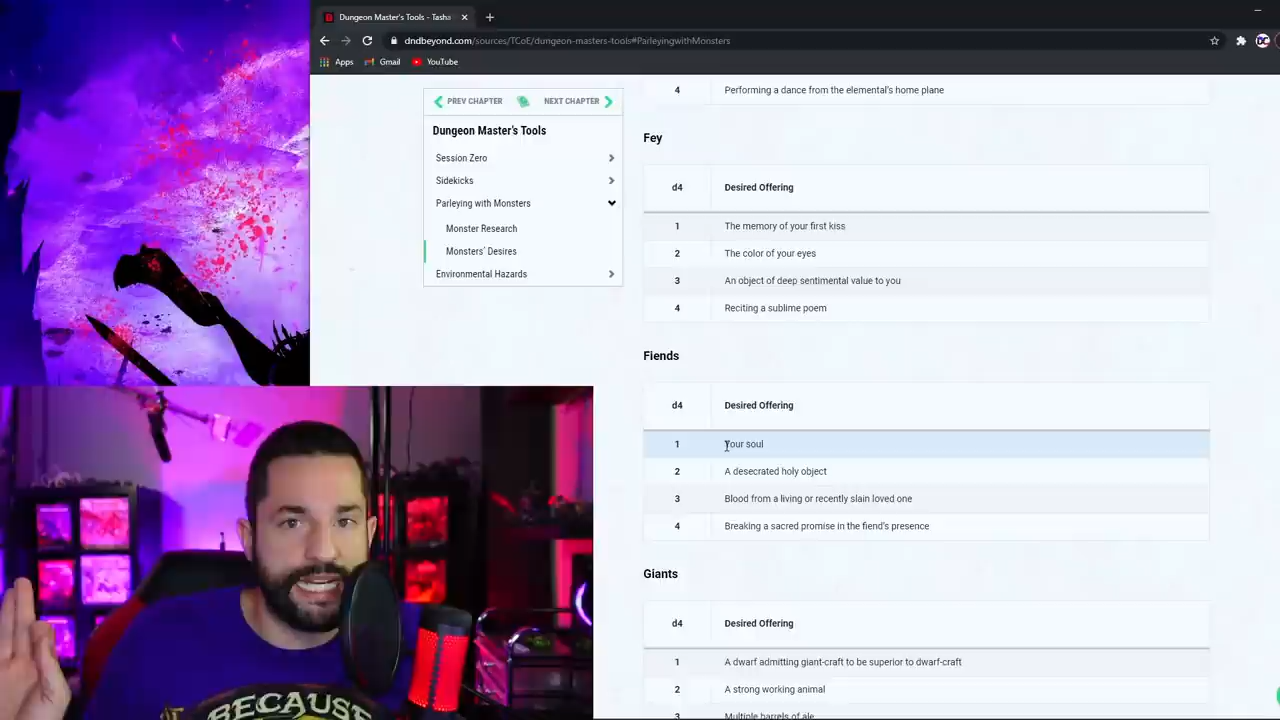 Dungeon Master's Tools - Tasha
dndbeyond.com/sources/TCoE/dungeon-masters-tools#ParleyingwithMonsters
Apps Gmail YouTube
PREV CHAPTER NEXT CHAPTER
Dungeon Master's Tools
Session Zero
Sidekicks
Parleying with Monsters
Monster Research
Monsters' Desires
Environmental Hazards
4 Performing a dance from the elemental's home plane
Fey
d4 Desired Offering
1 The memory of your first kiss
2 The color of your eyes
3 An object of deep sentimental value to you
4 Reciting a sublime poem
Fiends
d4 Desired Offering
1 Your soul
2 A desecrated holy object
3 Blood from a living or recently slain loved one
4 Breaking a sacred promise in the fiend's presence
Giants
d4 Desired Offering
1 A dwarf admitting giant-craft to be superior to dwarf-craft
2 A strong working animal
3 Multiple barrels of ale
BECAUSE